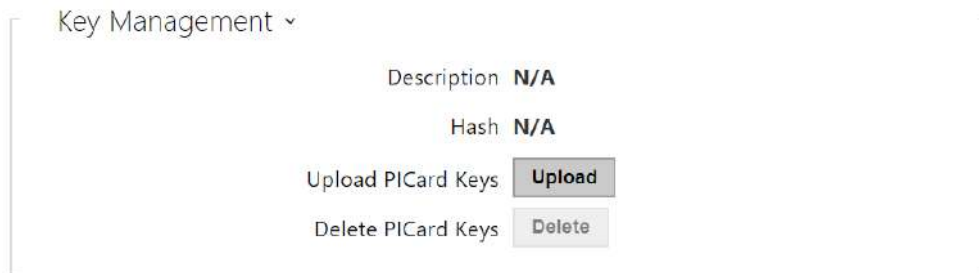 Key Management
Description N/A
Hash N/A
Upload PICard Keys Upload
Delete PICard Keys Delete